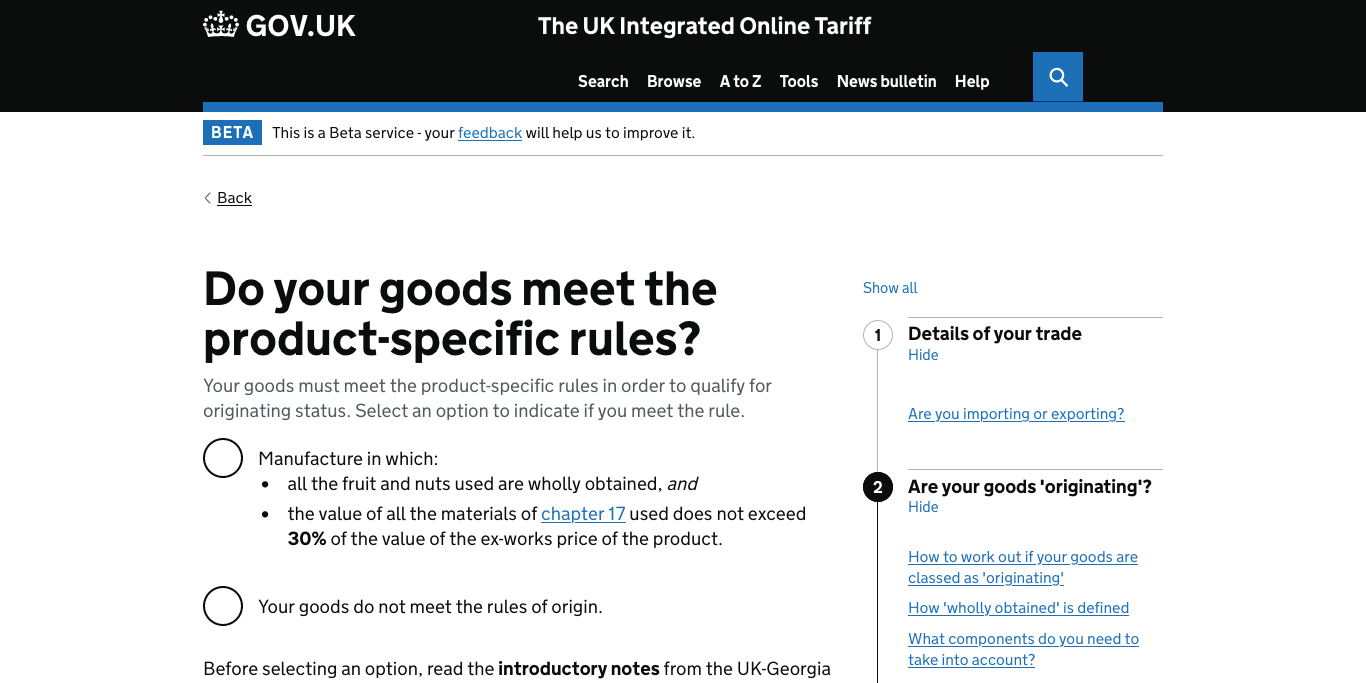 GOV.UK
The UK Integrated Online Tariff
Search Browse A to Z Tools News bulletin Help
BETA This is a Beta service - your feedback will help us to improve it.
Back
Do your goods meet the
product-specific rules?
Your goods must meet the product-specific rules in order to qualify for
originating status. Select an option to indicate if you meet the rule.
Manufacture in which:
• all the fruit and nuts used are wholly obtained, and
• the value of all the materials of chapter 17 used does not exceed
30% of the value of the ex-works price of the product.
Your goods do not meet the rules of origin.
Before selecting an option, read the introductory notes from the UK-Georgia
Show all
1 Details of your trade
Hide
Are you importing or exporting?
2 Are your goods 'originating'?
Hide
How to work out if your goods are
classed as 'originating'
How 'wholly obtained' is defined
What components do you need to
take into account?